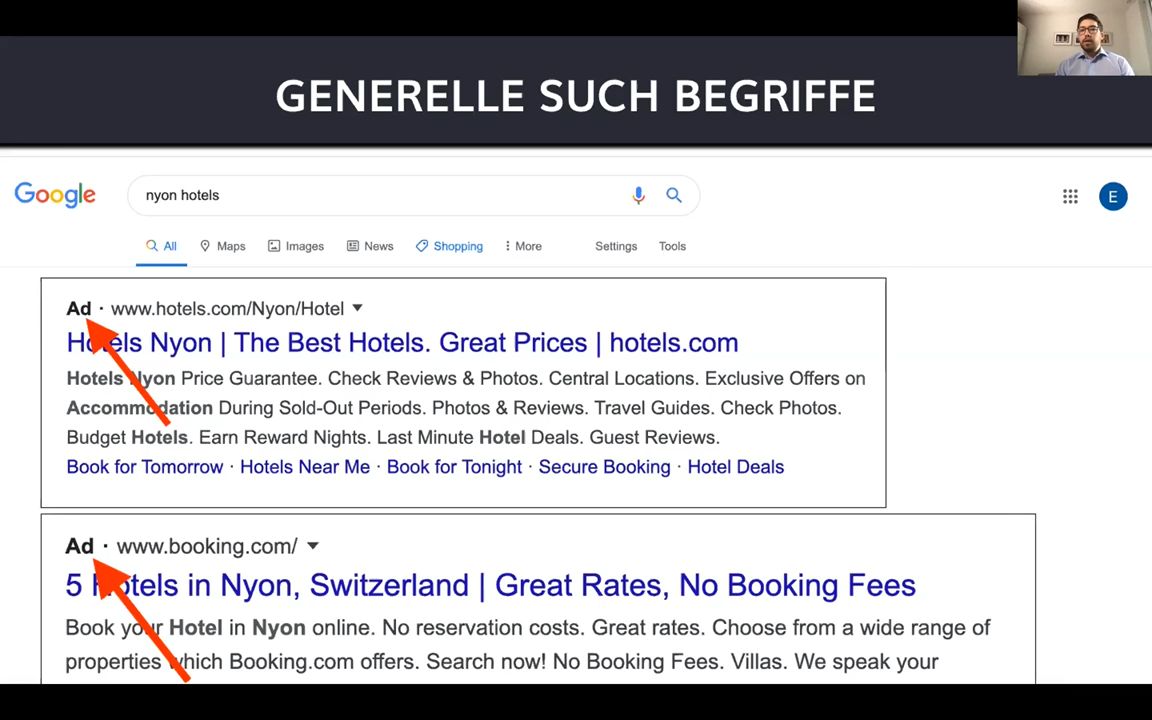 GENERELLE SUCH BEGRIFFE
Google
nyon hotels
E
All Maps Images News Shopping More Settings Tools
Ad · www.hotels.com/Nyon/Hotel
Hotels Nyon | The Best Hotels. Great Prices | hotels.com
Hotels Nyon Price Guarantee. Check Reviews & Photos. Central Locations. Exclusive Offers on
Accommodation During Sold-Out Periods. Photos & Reviews. Travel Guides. Check Photos.
Budget Hotels. Earn Reward Nights. Last Minute Hotel Deals. Guest Reviews.
Book for Tomorrow · Hotels Near Me · Book for Tonight · Secure Booking · Hotel Deals
Ad · www.booking.com/
5 Hotels in Nyon, Switzerland | Great Rates, No Booking Fees
Book your Hotel in Nyon online. No reservation costs. Great rates. Choose from a wide range of
properties which Booking.com offers. Search now! No Booking Fees. Villas. We speak your